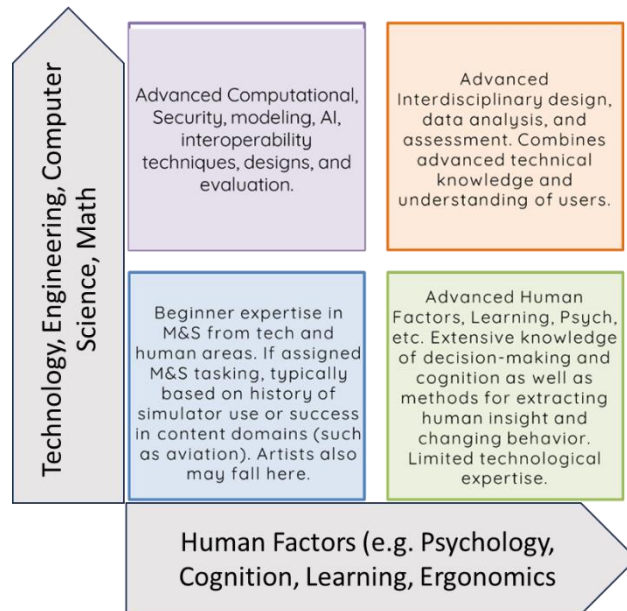 Technology, Engineering, Computer
Science, Math
Advanced Computational,
Security, modeling, AI,
interoperability
techniques, designs, and
evaluation.
Advanced
Interdisciplinary design,
data analysis, and
assessment. Combines
advanced technical
knowledge and
understanding of users.
Beginner expertise in
M&S from tech and
human areas. If assigned
M&S tasking, typically
based on history of
simulator use or success
in content domains (such
as aviation). Artists also
may fall here.
Advanced Human
Factors, Learning, Psych,
etc. Extensive knowledge
of decision-making and
cognition as well as
methods for extracting
human insight and
changing behavior.
Limited technological
expertise.
Human Factors (e.g. Psychology,
Cognition, Learning, Ergonomics